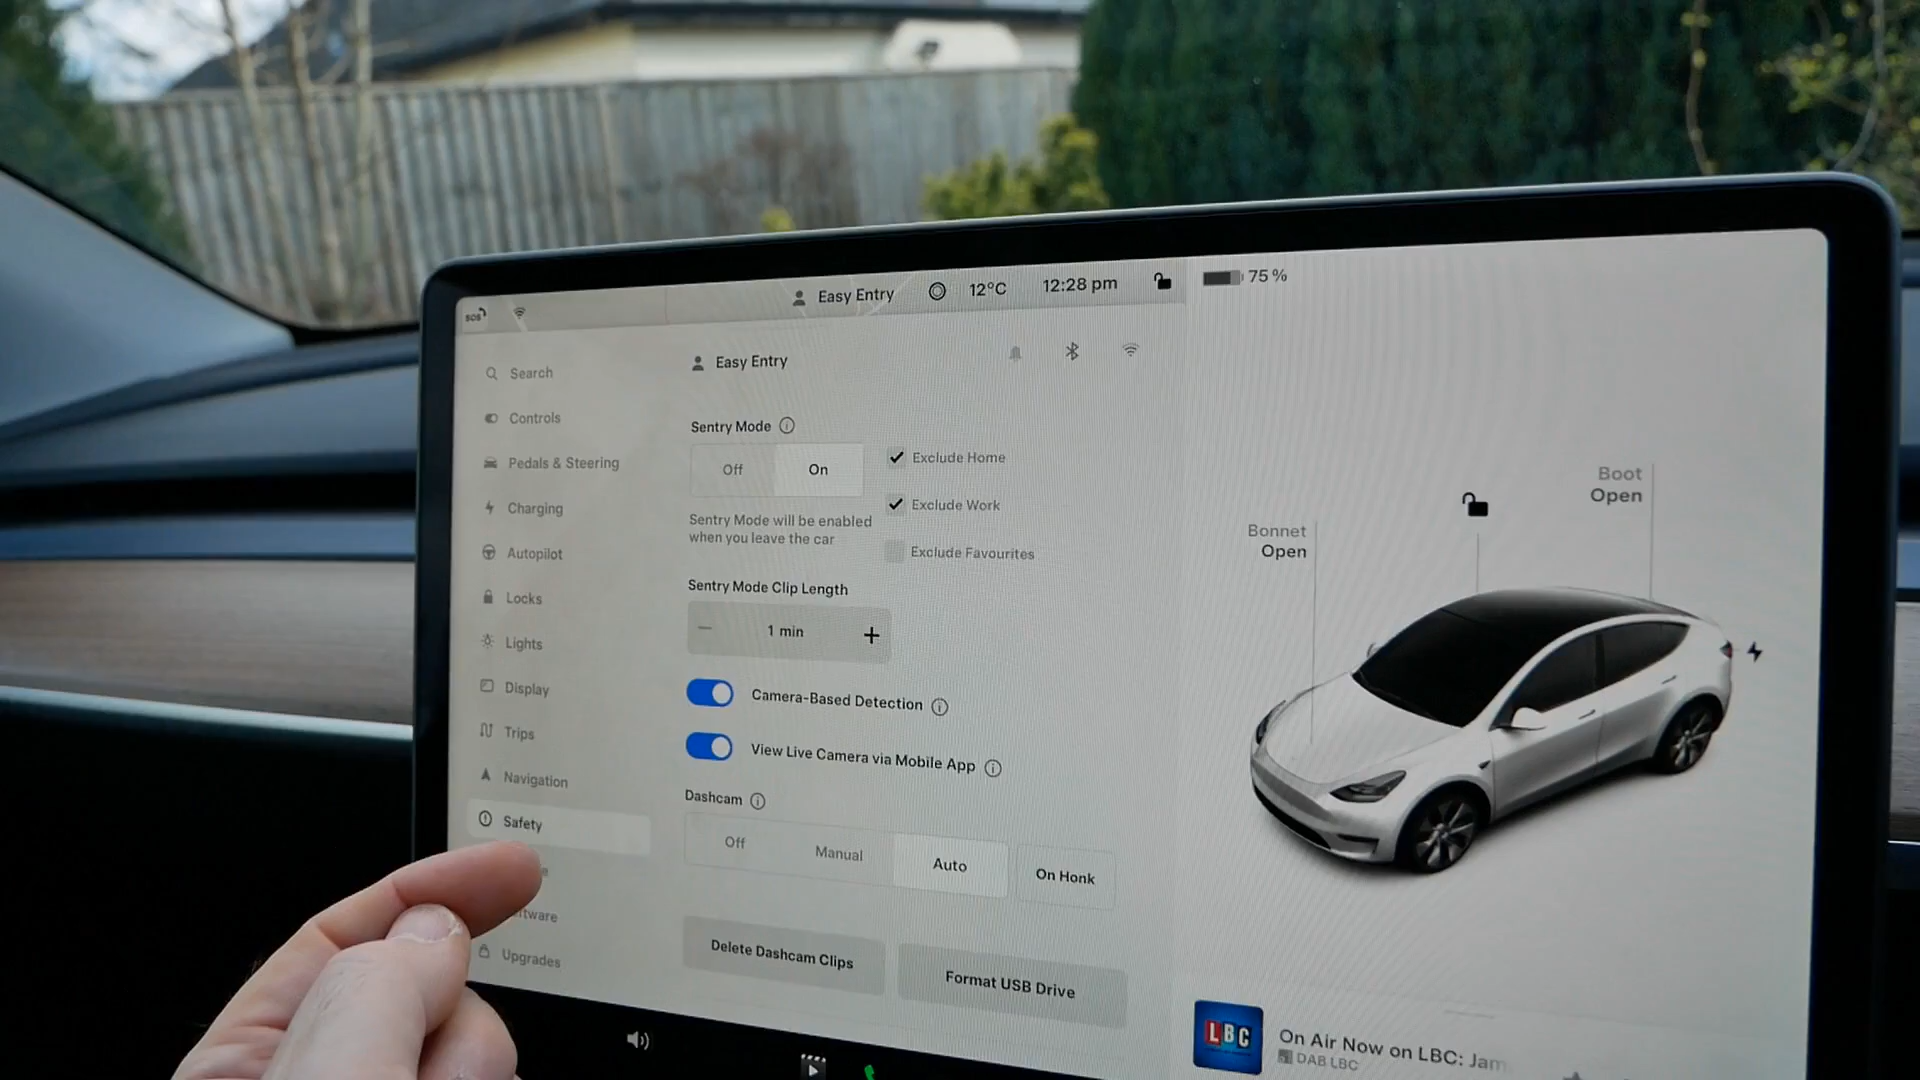 SOS
Easy Entry
12°C
12:28 pm
75 %
Search
Controls
Pedals & Steering
Charging
Autopilot
Locks
Lights
Display
Trips
Navigation
Safety
Upgrades
Easy Entry
Sentry Mode
Off
On
Exclude Home
Exclude Work
Exclude Favourites
Sentry Mode will be enabled
when you leave the car
Sentry Mode Clip Length
1 min
Camera-Based Detection
View Live Camera via Mobile App
Dashcam
Off
Manual
Auto
On Honk
Delete Dashcam Clips
Format USB Drive
Bonnet
Open
Boot
Open
LBC
On Air Now on LBC: Jam
DAB LBC